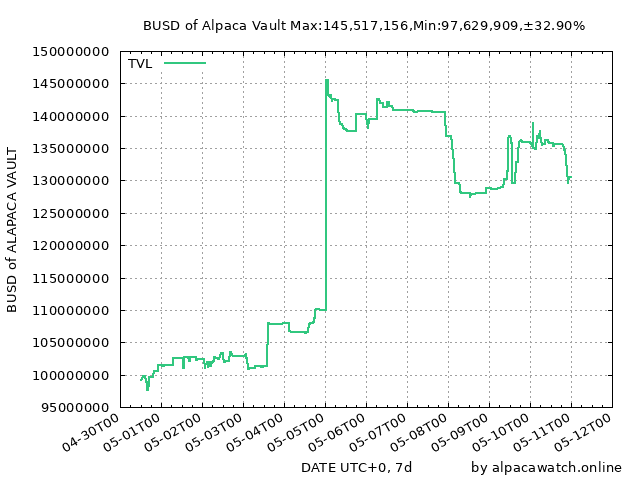 BUSD of Alpaca Vault Max:145,517,156,Min:97,629,909,±32.90%
TVL
BUSD of ALAPACA VAULT
150000000
145000000
140000000
135000000
130000000
125000000
120000000
115000000
110000000
105000000
100000000
95000000
04-30T00
05-01T00
05-02T00
05-03T00
05-04T00
05-05T00
05-06T00
05-07T00
05-08T00
05-09T00
05-10T00
05-11T00
05-12T00
DATE UTC+0, 7d
by alpacawatch.online